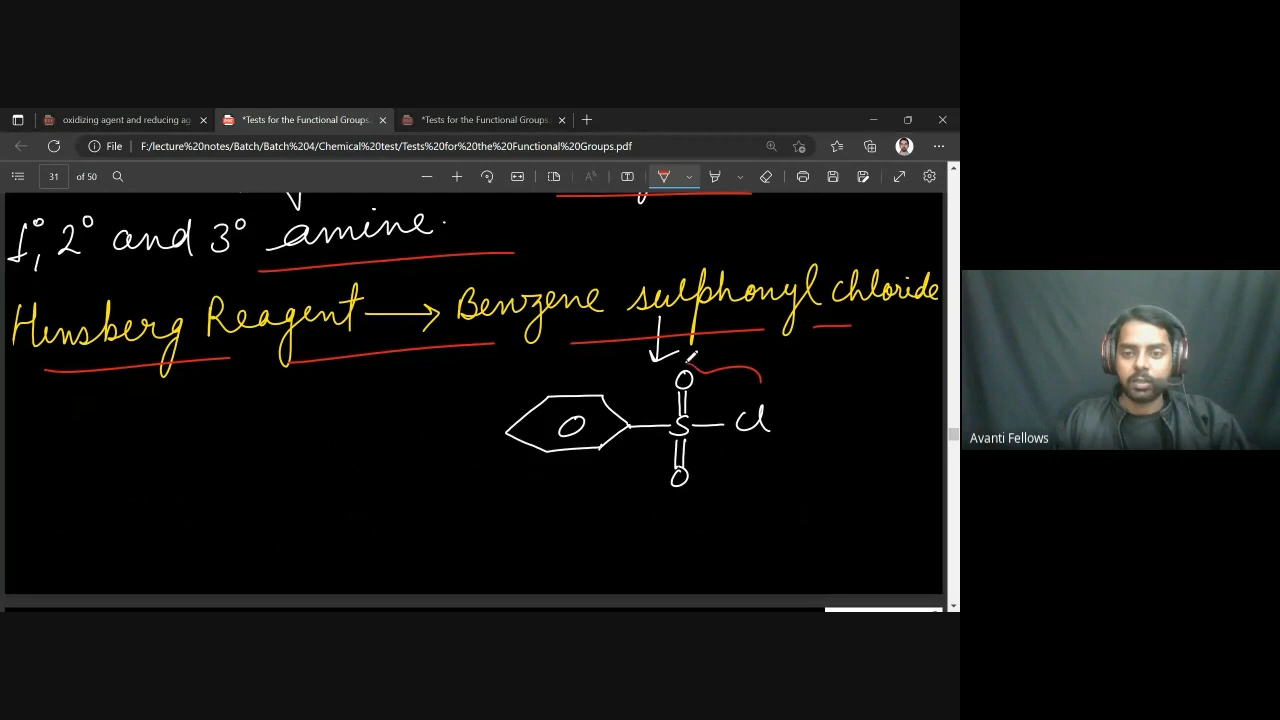 oxidizing agent and reducing ag
*Tests for the Functional Groups.
*Tests for the Functional Groups.
File
F:/lecture%20notes/Batch/Batch%204/Chemical%20test/Tests%20for%20the%20Functional%20Groups.pdf
31 of 50
1°, 2° and 3° amine.
Hinsberg Reagent → Benzene sulphonyl chloride
O
S Cl
O
Avanti Fellows